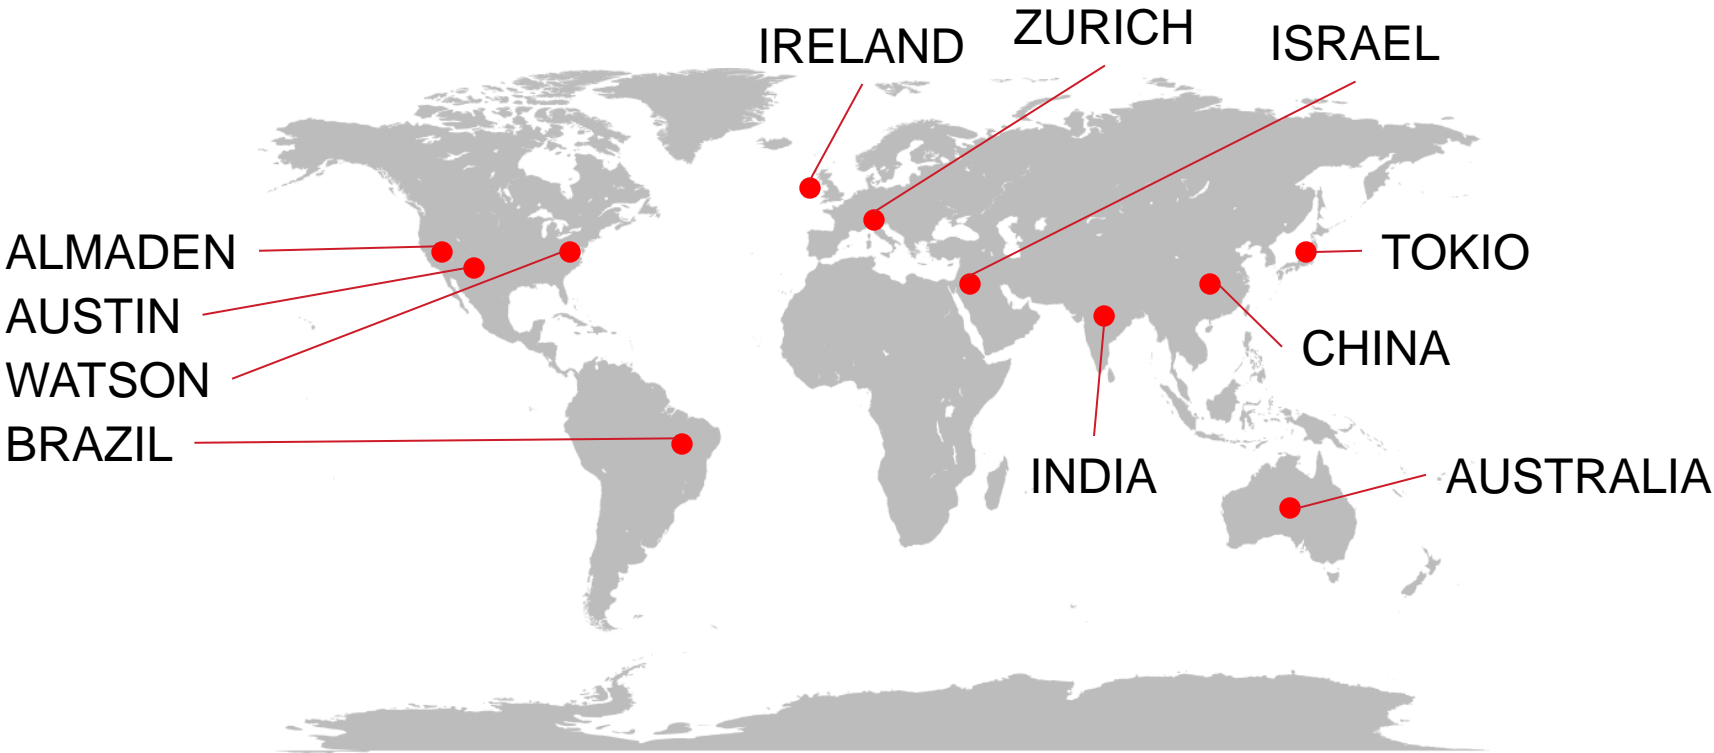 IRELAND
ZURICH
ISRAEL
ALMADEN
TOKIO
AUSTIN
CHINA
WATSON
BRAZIL
INDIA
AUSTRALIA